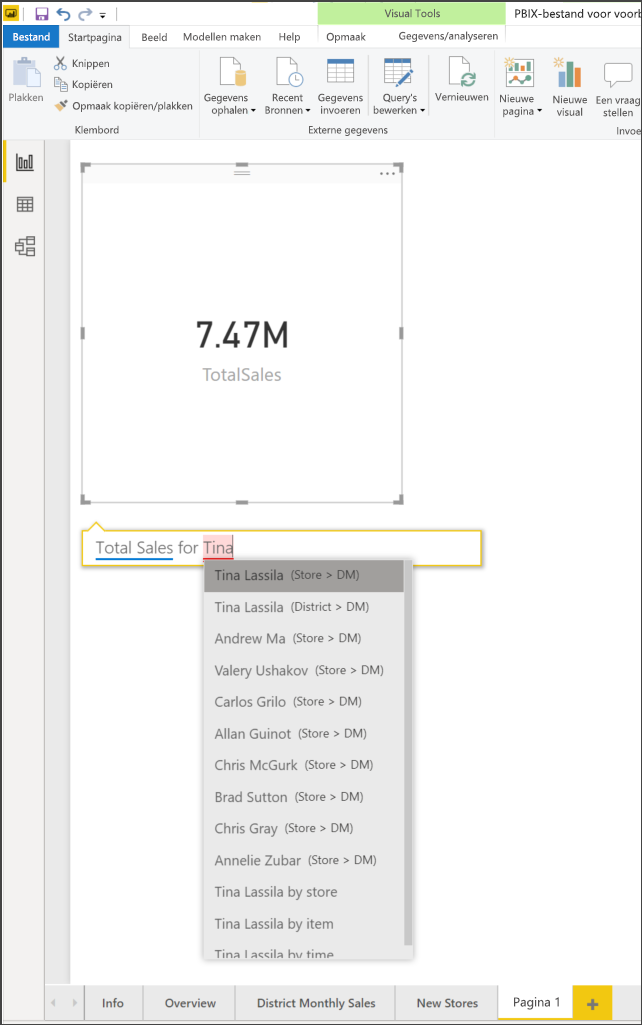 Visual Tools
PBIX-bestand voor voorb
Bestand
Startpagina
Beeld
Modellen maken
Help
Opmaak
Gegevens/analyseren
Plakken
Knippen
Kopiëren
Opmaak kopiëren/plakken
Klembord
Gegevens
ophalen
Recent
Bronnen
Gegevens
invoeren
Query's
bewerken
Vernieuwen
Externe gegevens
Nieuwe
pagina
Nieuwe
visual
Een vraag
stellen
Invoe
7.47M
TotalSales
Total Sales for Tina
Tina Lassila (Store > DM)
Tina Lassila (District > DM)
Andrew Ma (Store > DM)
Valery Ushakov (Store > DM)
Carlos Grilo (Store > DM)
Allan Guinot (Store > DM)
Chris McGurk (Store > DM)
Brad Sutton (Store > DM)
Chris Gray (Store > DM)
Annelie Zubar (Store > DM)
Tina Lassila by store
Tina Lassila by item
Tina Lassila by time
Info
Overview
District Monthly Sales
New Stores
Pagina 1